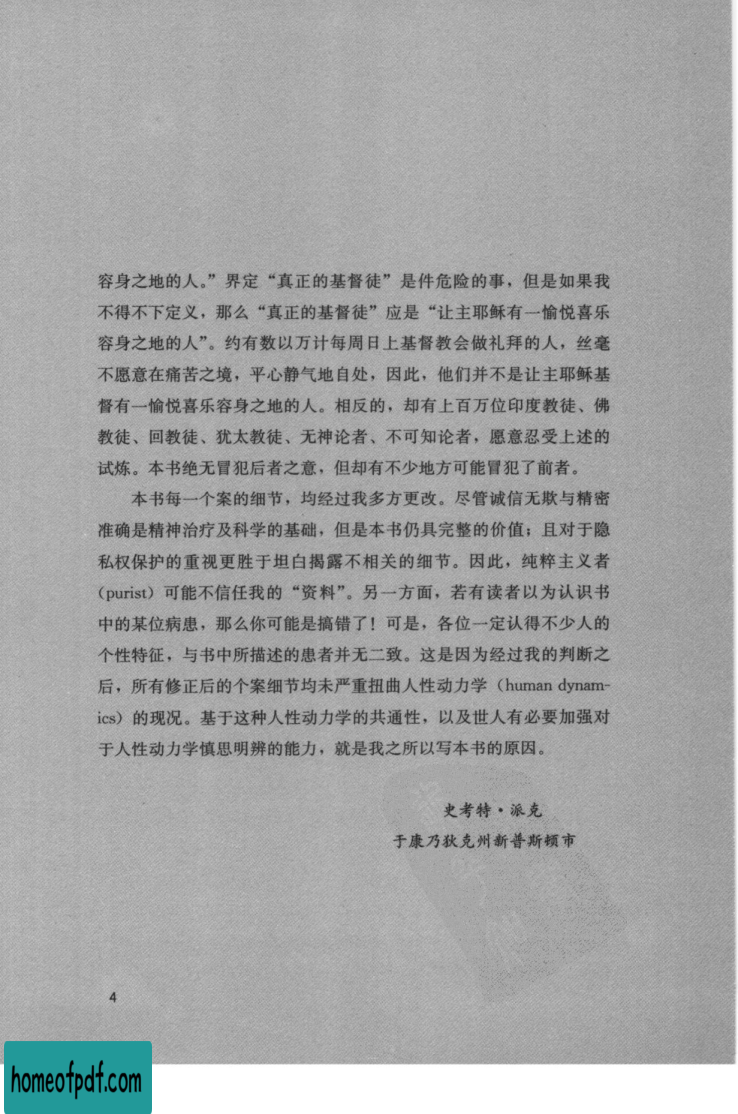 容身之地的人。”界定“真正的基督徒”是件危险的事，但是如果我
不得不下定义，那么“真正的基督徒”应是“让主耶稣有一愉悦喜乐
容身之地的人”。约有数以万计每周日上基督教会做礼拜的人，丝毫
不愿意在痛苦之境，平心静气地自处，因此，他们并不是让主耶稣基
督有一愉悦喜乐容身之地的人。相反的，却有上百万位印度教徒、佛
教徒、回教徒、犹太教徒、无神论者、不可知论者，愿意忍受上述的
试炼。本书绝无冒犯后者之意，但却有不少地方可能冒犯了前者。
本书每一个案的细节，均经过我多方更改。尽管诚信无欺与精密
准确是精神治疗及科学的基础，但是本书仍具完整的价值；且对于隐
私权保护的重视更胜于坦白揭露不相关的细节。因此，纯粹主义者
（purist）可能不信任我的“资料”。另一方面，若有读者以为认识书
中的某位病患，那么你可能是搞错了！可是，各位一定认得不少人的
个性特征，与书中所描述的患者并无二致。这是因为经过我的判断之
后，所有修正后的个案细节均未严重扭曲人性动力学（human dynam-
ics）的现况。基于这种人性动力学的共通性，以及世人有必要加强对
于人性动力学慎思明辨的能力，就是我之所以写本书的原因。
史考特·派克
于康乃狄克州新普斯顿市
4
homeofpdf.com